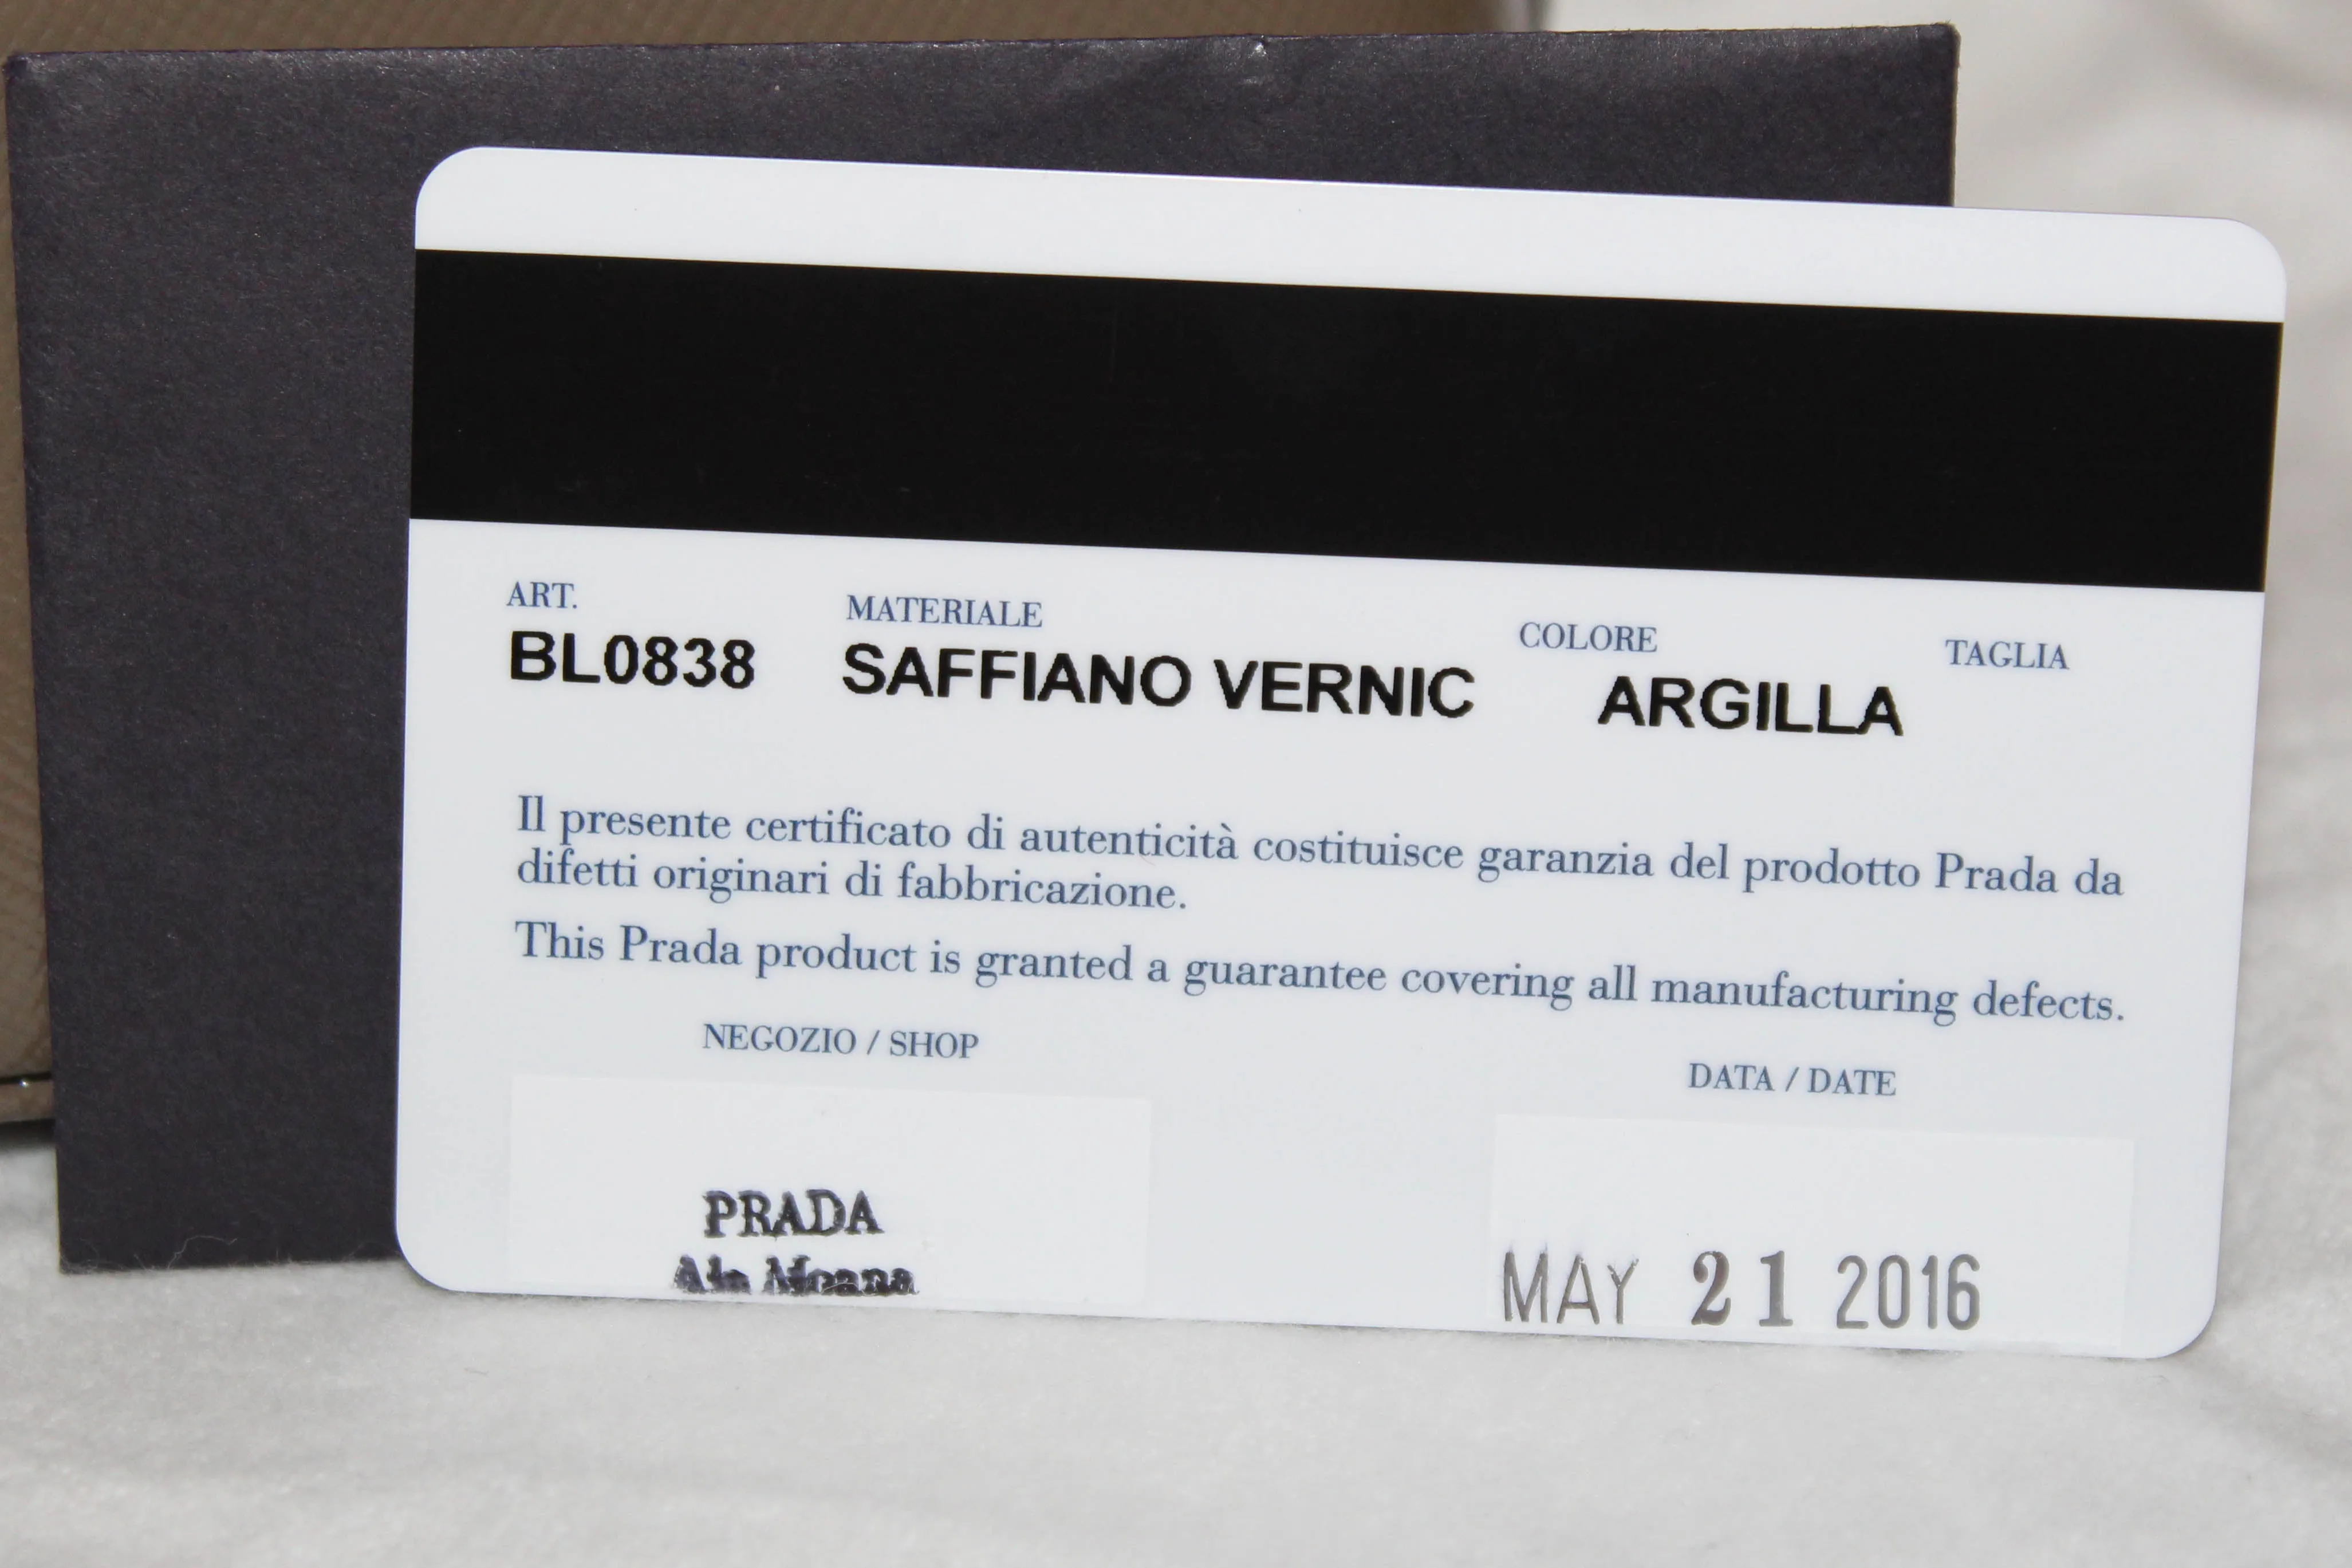 ART. MATERIALE COLORE TAGLIA
BL0838 SAFFIANO VERNIC ARGILLA
Il presente certificato di autenticità costituisce garanzia del prodotto Prada da
difetti originari di fabbricazione.
This Prada product is granted a guarantee covering all manufacturing defects.
NEGOZIO / SHOP DATA / DATE
PRADA
Ala Moana
MAY 21 2016